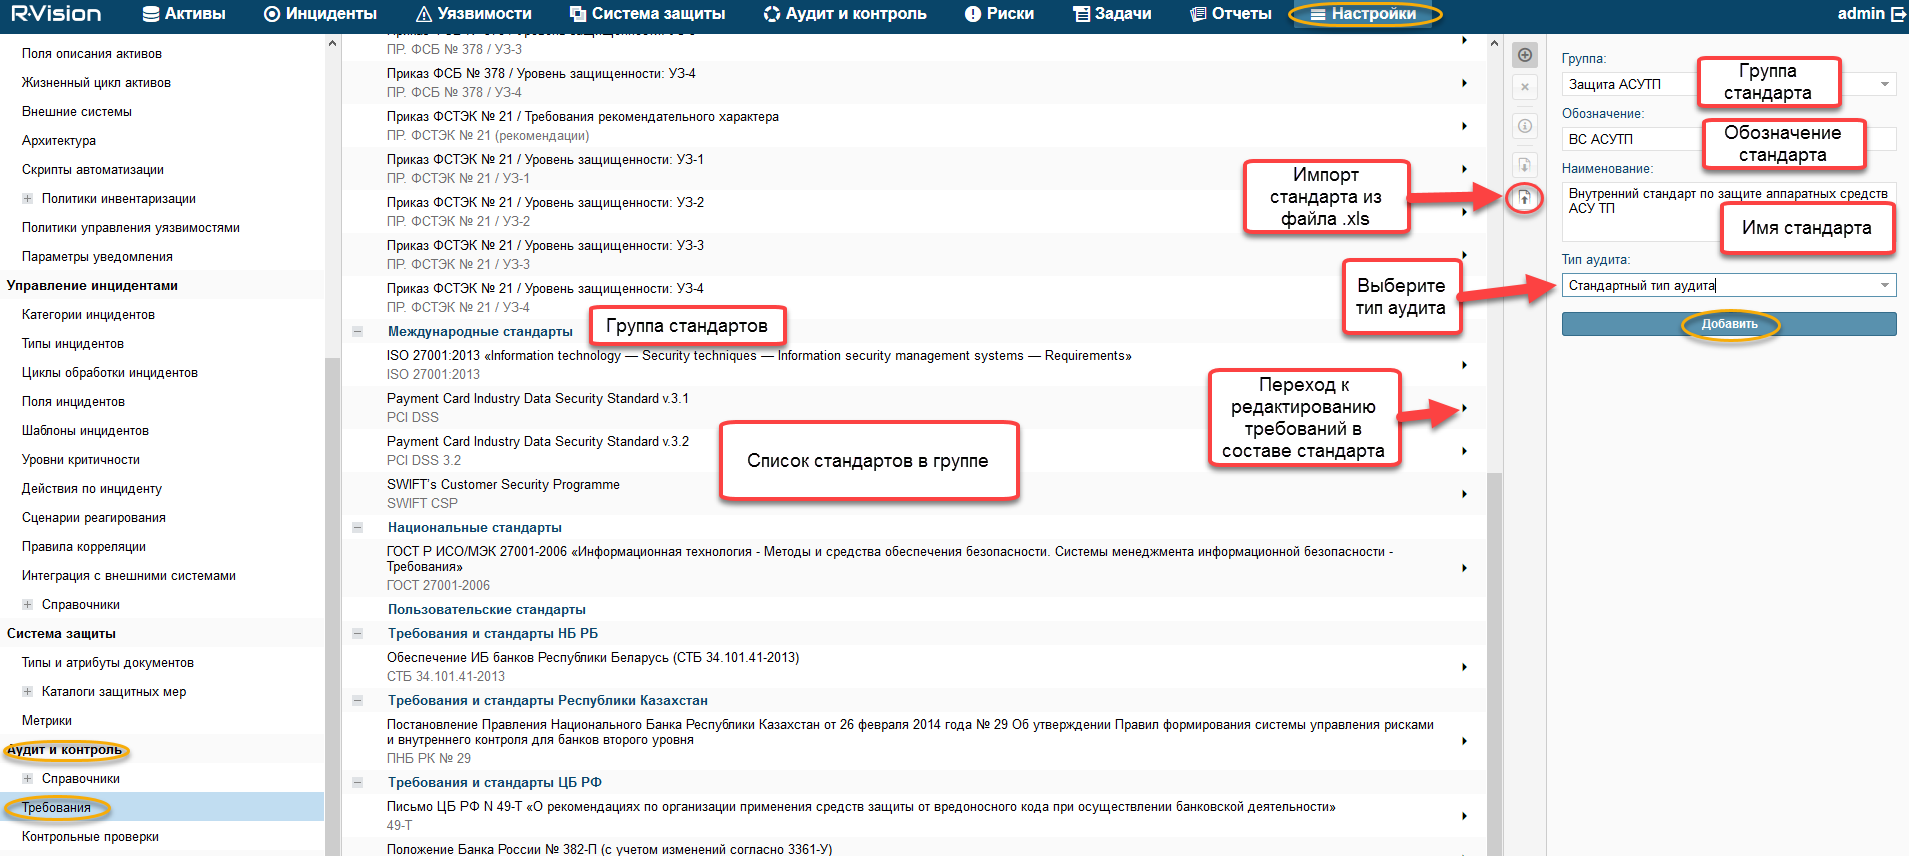 R-Vision
Активы
Инциденты
Уязвимости
Система защиты
Аудит и контроль
Риски
Задачи
Отчеты
Настройки
admin
Поля описания активов
Жизненный цикл активов
Внешние системы
Архитектура
Скрипты автоматизации
Политики инвентаризации
Политики управления уязвимостями
Параметры уведомления
Управление инцидентами
Категории инцидентов
Типы инцидентов
Циклы обработки инцидентов
Поля инцидентов
Шаблоны инцидентов
Уровни критичности
Действия по инциденту
Сценарии реагирования
Правила корреляции
Интеграция с внешними системами
Справочники
Система защиты
Типы и атрибуты документов
Каталоги защитных мер
Метрики
Аудит и контроль
Справочники
Требования
Контрольные проверки
ПР. ФСБ № 378 / УЗ-3
Приказ ФСБ № 378 / Уровень защищенности: УЗ-4
ПР. ФСБ № 378 / УЗ-4
Приказ ФСТЭК № 21 / Требования рекомендательного характера
ПР. ФСТЭК № 21 (рекомендации)
Приказ ФСТЭК № 21 / Уровень защищенности: УЗ-1
ПР. ФСТЭК № 21 / УЗ-1
Приказ ФСТЭК № 21 / Уровень защищенности: УЗ-2
ПР. ФСТЭК № 21 / УЗ-2
Приказ ФСТЭК № 21 / Уровень защищенности: УЗ-3
ПР. ФСТЭК № 21 / УЗ-3
Приказ ФСТЭК № 21 / Уровень защищенности: УЗ-4
ПР. ФСТЭК № 21 / УЗ-4
Международные стандарты
Группа стандартов
ISO 27001:2013 «Information technology — Security techniques — Information security management systems — Requirements»
ISO 27001:2013
Payment Card Industry Data Security Standard v.3.1
PCI DSS
Payment Card Industry Data Security Standard v.3.2
PCI DSS 3.2
Список стандартов в группе
SWIFT's Customer Security Programme
SWIFT CSP
Национальные стандарты
ГОСТ Р ИСО/МЭК 27001-2006 «Информационная технология - Методы и средства обеспечения безопасности. Системы менеджмента информационной безопасности -
Требования»
ГОСТ 27001-2006
Пользовательские стандарты
Требования и стандарты НБ РБ
Обеспечение ИБ банков Республики Беларусь (СТБ 34.101.41-2013)
СТБ 34.101.41-2013
Требования и стандарты Республики Казахстан
Постановление Правления Национального Банка Республики Казахстан от 26 февраля 2014 года № 29 Об утверждении Правил формирования системы управления рисками
и внутреннего контроля для банков второго уровня
ПНБ РК № 29
Требования и стандарты ЦБ РФ
Письмо ЦБ РФ N 49-Т «О рекомендациях по организации применения средств защиты от вредоносного кода при осуществлении банковской деятельности»
49-Т
Положение Банка России № 382-П (с учетом изменений согласно 3361-У)
Импорт
стандарта из
файла .xls
Выберите
тип аудита
Переход к
редактированию
требований в
составе стандарта
Группа:
Защита АСУТП
Группа
стандарта
Обозначение:
ВС АСУТП
Обозначение
стандарта
Наименование:
Внутренний стандарт по защите аппаратных средств
АСУ ТП
Имя стандарта
Тип аудита:
Стандартный тип аудита
Добавить